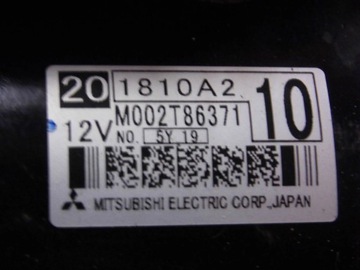 20 1810A2 10
12V M002T86371
NO. 5Y 19
MITSUBISHI ELECTRIC CORP., JAPAN